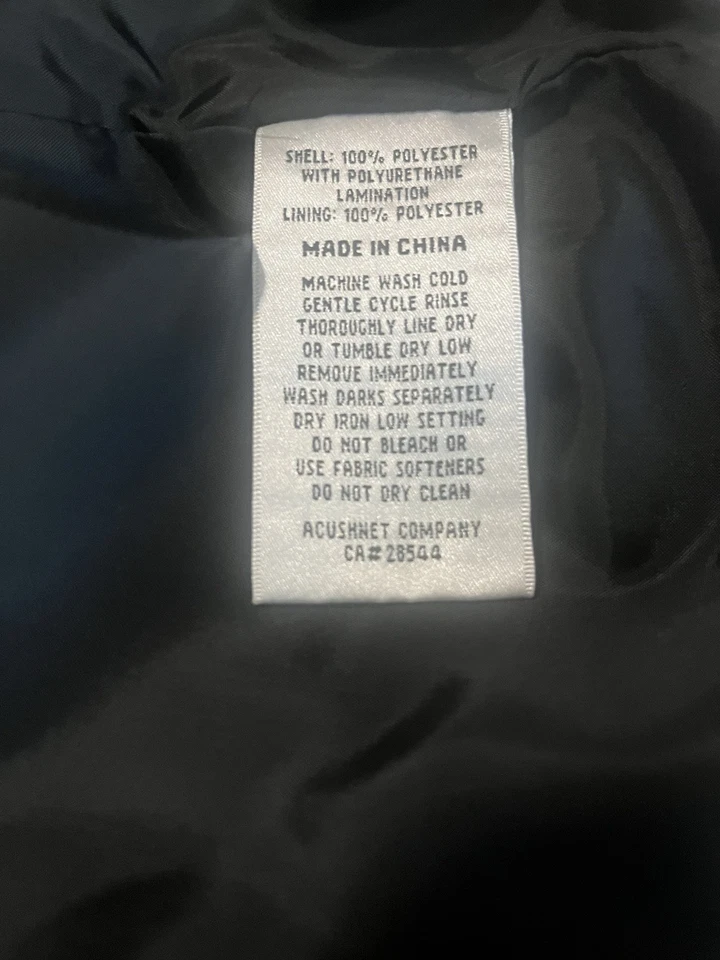 SHELL: 100% POLYESTER
WITH POLYURETHANE
LAMINATION
LINING: 100% POLYESTER
MADE IN CHINA
MACHINE WASH COLD
GENTLE CYCLE RINSE
THOROUGHLY LINE DRY
OR TUMBLE DRY LOW
REMOVE IMMEDIATELY
WASH DARKS SEPARATELY
DRY IRON LOW SETTING
DO NOT BLEACH OR
USE FABRIC SOFTENERS
DO NOT DRY CLEAN
ACUSHNET COMPANY
CA# 28544